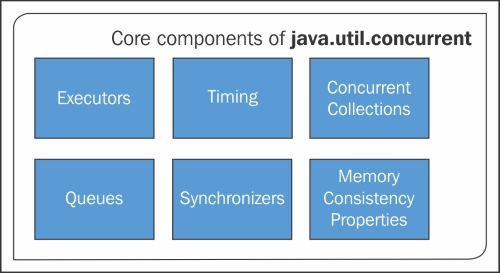 Core components of java.util.concurrent
Executors
Timing
Concurrent
Collections
Queues
Synchronizers
Memory
Consistency
Properties